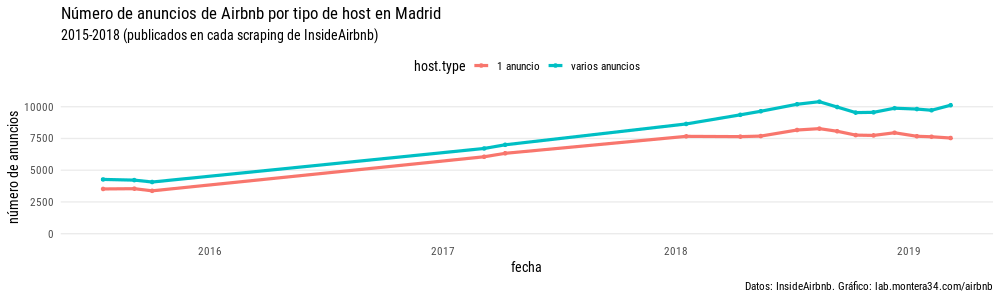 Número de anuncios de Airbnb por tipo de host en Madrid
2015-2018 (publicados en cada scraping de InsideAirbnb)
host.type 1 anuncio varios anuncios
número de anuncios
10000
7500
5000
2500
0
2016 2017 2018 2019
fecha
Datos: InsideAirbnb. Gráfico: lab.montera34.com/airbnb